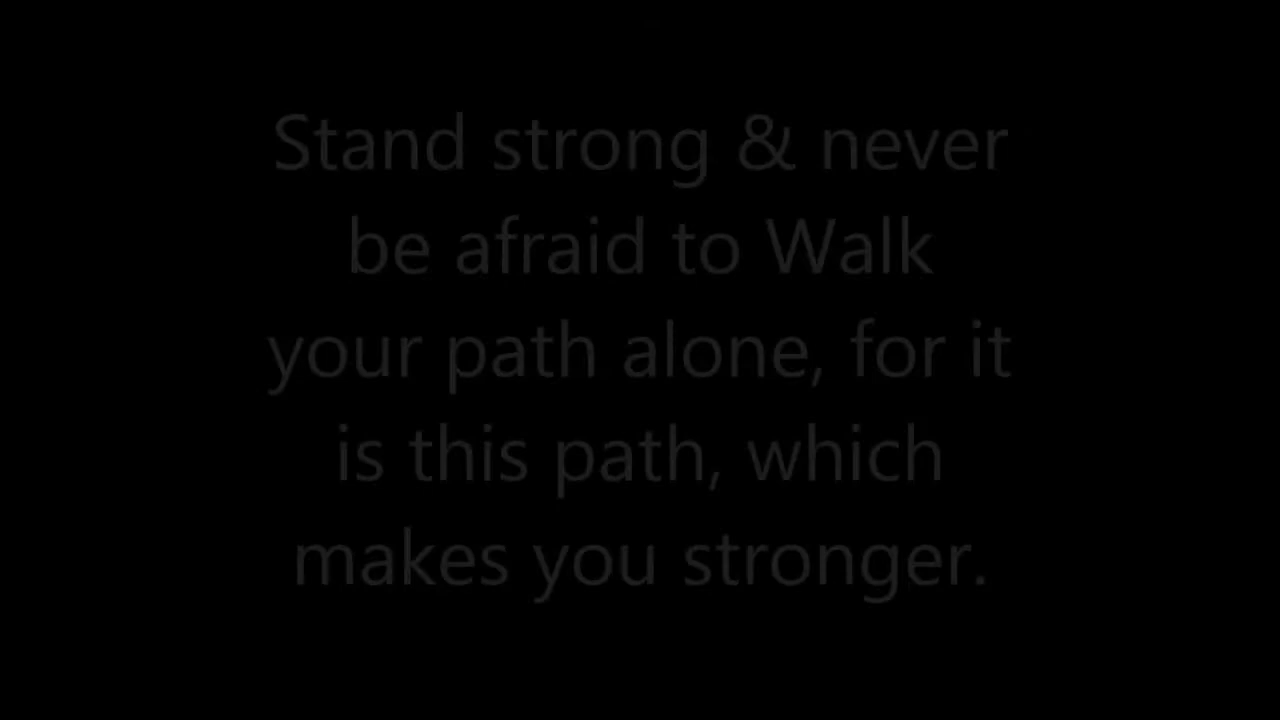 Stand strong & never
be afraid to Walk
your path alone, for it
is this path, which
makes you stronger.